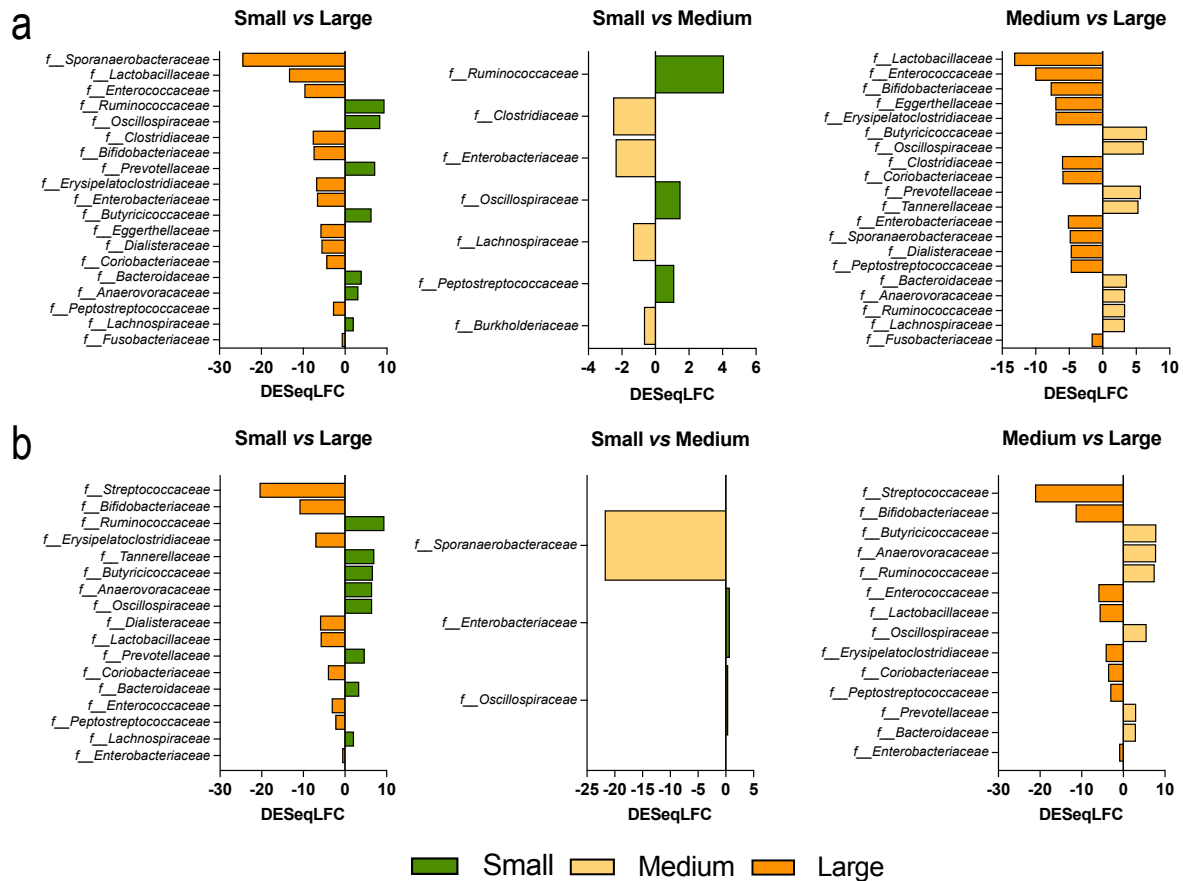 a
Small vs Large
f__Sporanaerobacteraceae
f__Lactobacillaceae
f__Enterococcaceae
f__Ruminococcaceae
f__Oscillospiraceae
f__Clostridiaceae
f__Bifidobacteriaceae
f__Prevotellaceae
f__Erysipelatoclostridiaceae
f__Enterobacteriaceae
f__Butyricicoccaceae
f__Eggerthellaceae
f__Dialisteraceae
f__Coriobacteriaceae
f__Bacteroidaceae
f__Anaerovoracaceae
f__Peptostreptococcaceae
f__Lachnospiraceae
f__Fusobacteriaceae
-30 -20 -10 0 10
DESeqLFC
Small vs Medium
f__Ruminococcaceae
f__Clostridiaceae
f__Enterobacteriaceae
f__Oscillospiraceae
f__Lachnospiraceae
f__Peptostreptococcaceae
f__Burkholderiaceae
-4 -2 0 2 4 6
DESeqLFC
Medium vs Large
f__Lactobacillaceae
f__Enterococcaceae
f__Bifidobacteriaceae
f__Eggerthellaceae
f__Erysipelatoclostridiaceae
f__Butyricicoccaceae
f__Oscillospiraceae
f__Clostridiaceae
f__Coriobacteriaceae
f__Prevotellaceae
f__Tannerellaceae
f__Enterobacteriaceae
f__Sporanaerobacteraceae
f__Dialisteraceae
f__Peptostreptococcaceae
f__Bacteroidaceae
f__Anaerovoracaceae
f__Ruminococcaceae
f__Lachnospiraceae
f__Fusobacteriaceae
-15 -10 -5 0 5 10
DESeqLFC
b
Small vs Large
f__Streptococcaceae
f__Bifidobacteriaceae
f__Ruminococcaceae
f__Erysipelatoclostridiaceae
f__Tannerellaceae
f__Butyricicoccaceae
f__Anaerovoracaceae
f__Oscillospiraceae
f__Dialisteraceae
f__Lactobacillaceae
f__Prevotellaceae
f__Coriobacteriaceae
f__Bacteroidaceae
f__Enterococcaceae
f__Peptostreptococcaceae
f__Lachnospiraceae
f__Enterobacteriaceae
-30 -20 -10 0 10
DESeqLFC
Small vs Medium
f__Sporanaerobacteraceae
f__Enterobacteriaceae
f__Oscillospiraceae
-25 -20 -15 -10 -5 0 5
DESeqLFC
Medium vs Large
f__Streptococcaceae
f__Bifidobacteriaceae
f__Butyricicoccaceae
f__Anaerovoracaceae
f__Ruminococcaceae
f__Enterococcaceae
f__Lactobacillaceae
f__Oscillospiraceae
f__Erysipelatoclostridiaceae
f__Coriobacteriaceae
f__Peptostreptococcaceae
f__Prevotellaceae
f__Bacteroidaceae
f__Enterobacteriaceae
-30 -20 -10 0 10
DESeqLFC
Small Medium Large